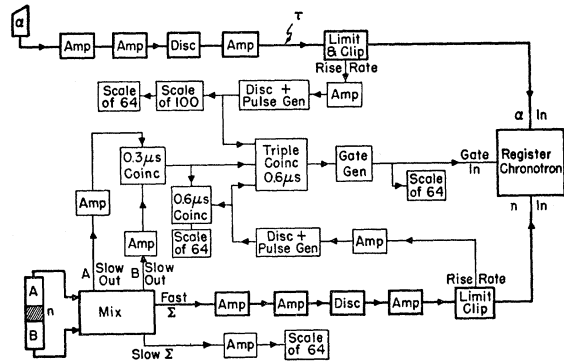 α
Amp
Amp
Disc
Amp
τ
Limit
& Clip
Rise Rate
Scale
of 64
Scale
of 100
Disc +
Pulse Gen
Amp
α In
0.3μs
Coinc
Triple
Coinc
0.6μs
Gate
Gen
Gate
In
Register
Chronotron
Amp
0.6μs
Coinc
Scale
of 64
n In
Amp
Scale
of 64
Disc +
Pulse Gen
Amp
A Slow
Out
B Slow
Out
Rise Rate
A
n
B
Mix
Fast
Σ
Amp
Amp
Disc
Amp
Limit
Clip
Slow Σ
Amp
Scale
of 64